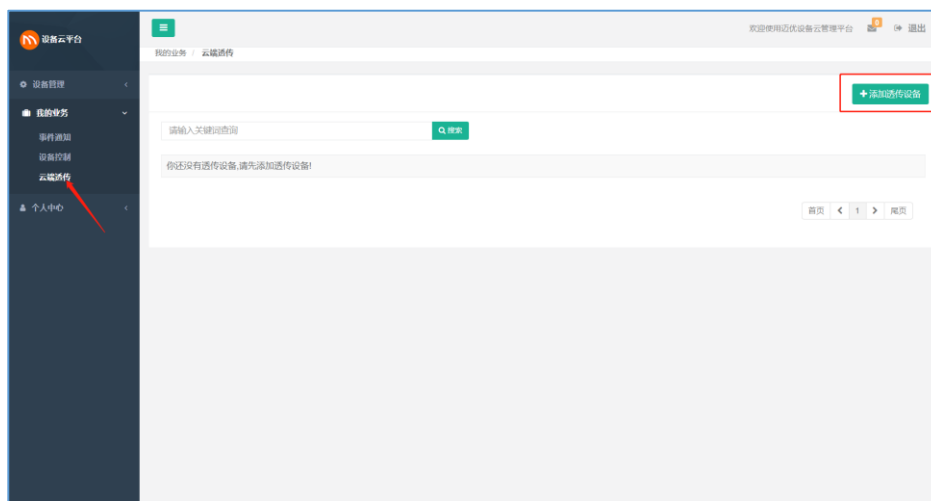 设备云平台
欢迎使用迈优设备云管理平台 0 退出
我的业务 / 云端透传
设备管理
+添加透传设备
我的业务
请输入关键词查询 搜索
事件通知
设备控制
你还没有透传设备,请先添加透传设备!
云端透传
个人中心
首页 1 尾页